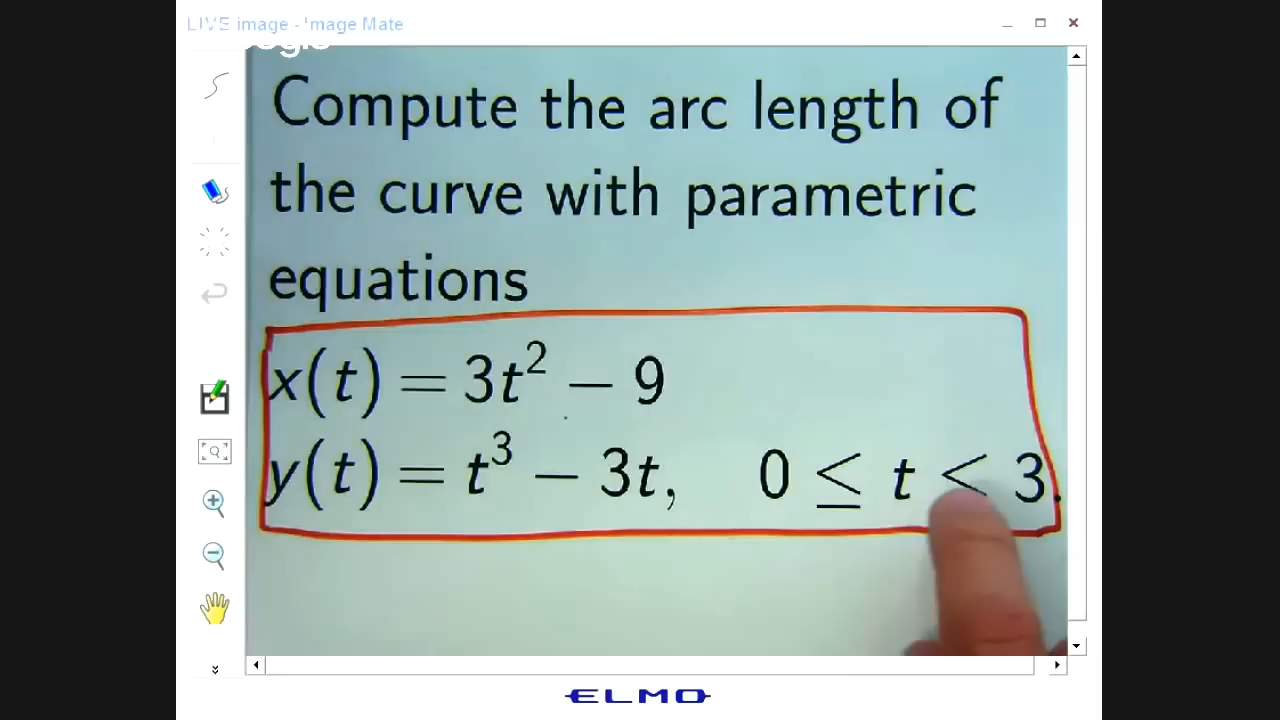 LIVE image - Image Mate
Compute the arc length of
the curve with parametric
equations
x(t) = 3t² − 9
y(t) = t³ − 3t, 0 ≤ t ≤ 3.
ELMO